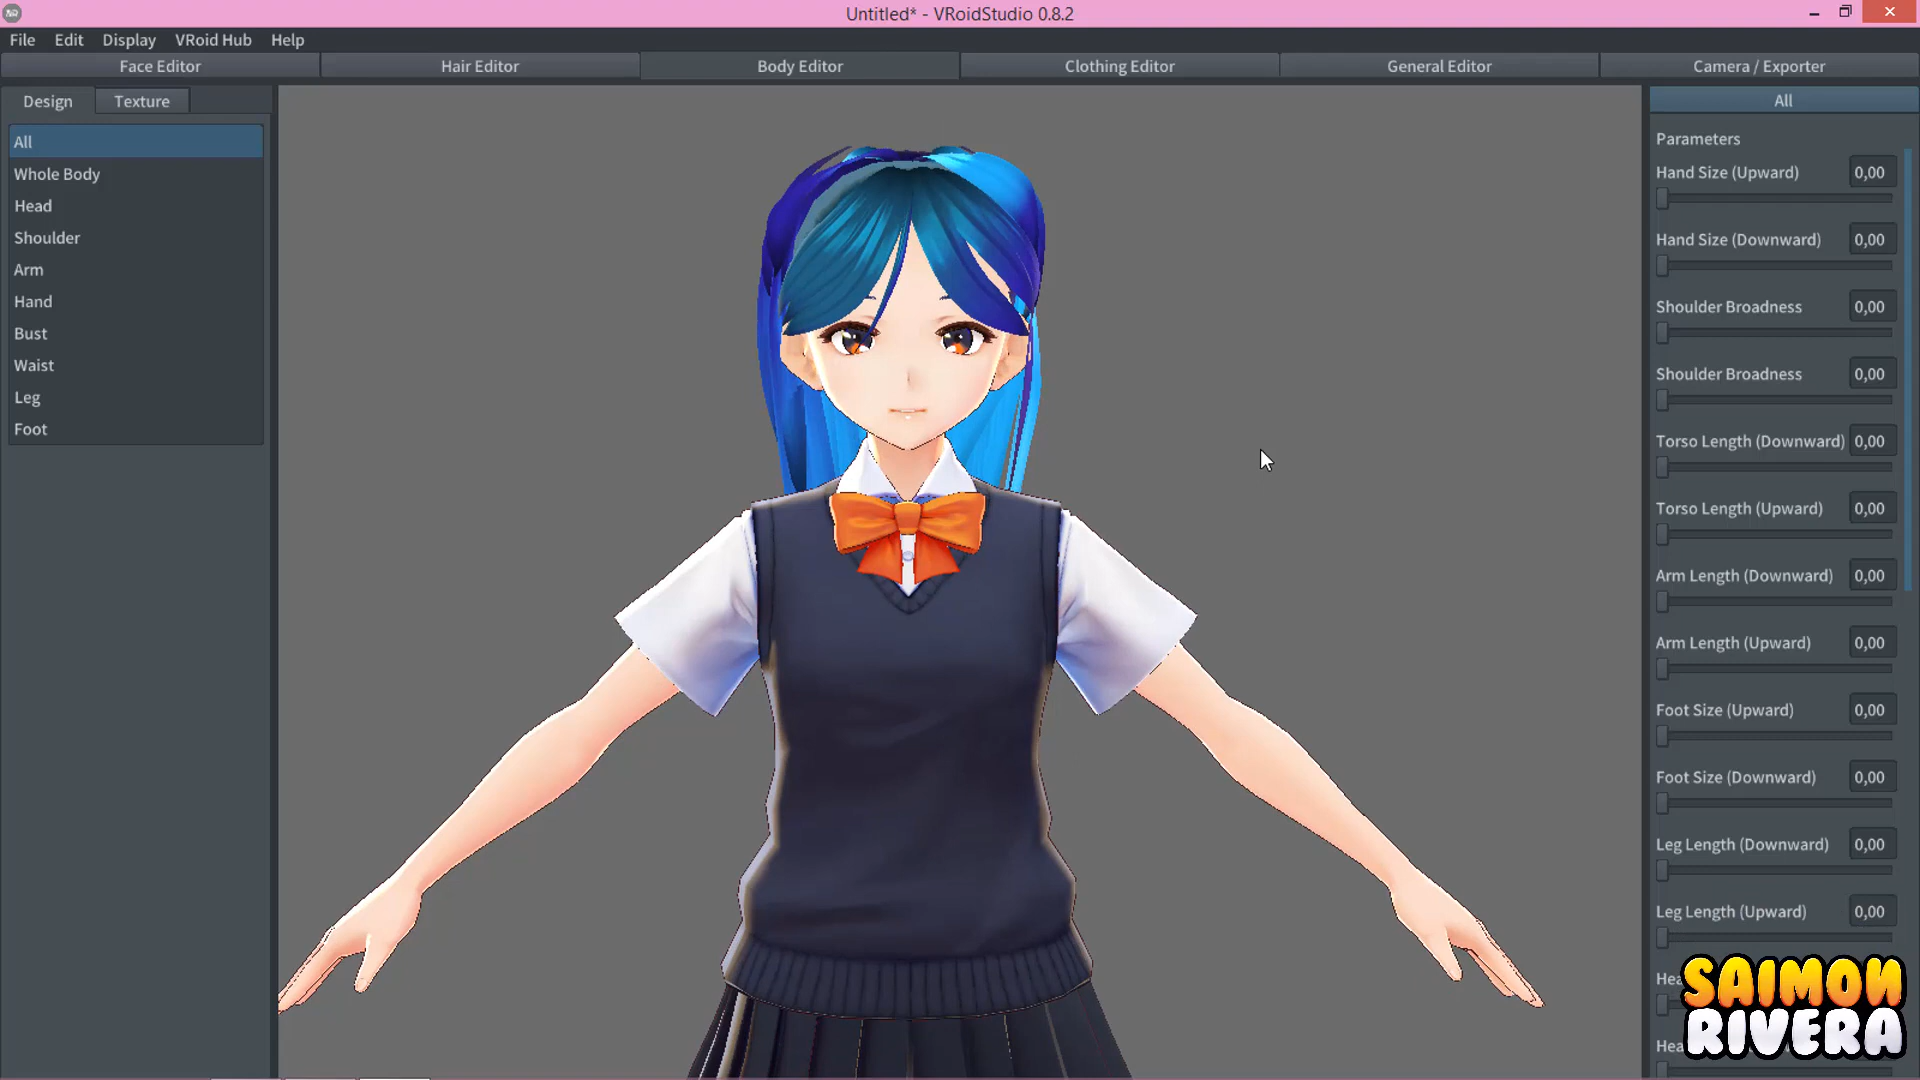 Untitled* - VRoidStudio 0.8.2
File Edit Display VRoid Hub Help
Face Editor Hair Editor Body Editor Clothing Editor General Editor Camera / Exporter
Design Texture
All
Whole Body
Head
Shoulder
Arm
Hand
Bust
Waist
Leg
Foot
All
Parameters
Hand Size (Upward) 0,00
Hand Size (Downward) 0,00
Shoulder Broadness 0,00
Shoulder Broadness 0,00
Torso Length (Downward) 0,00
Torso Length (Upward) 0,00
Arm Length (Downward) 0,00
Arm Length (Upward) 0,00
Foot Size (Upward) 0,00
Foot Size (Downward) 0,00
Leg Length (Downward) 0,00
Leg Length (Upward) 0,00
SAIMON
RIVERA